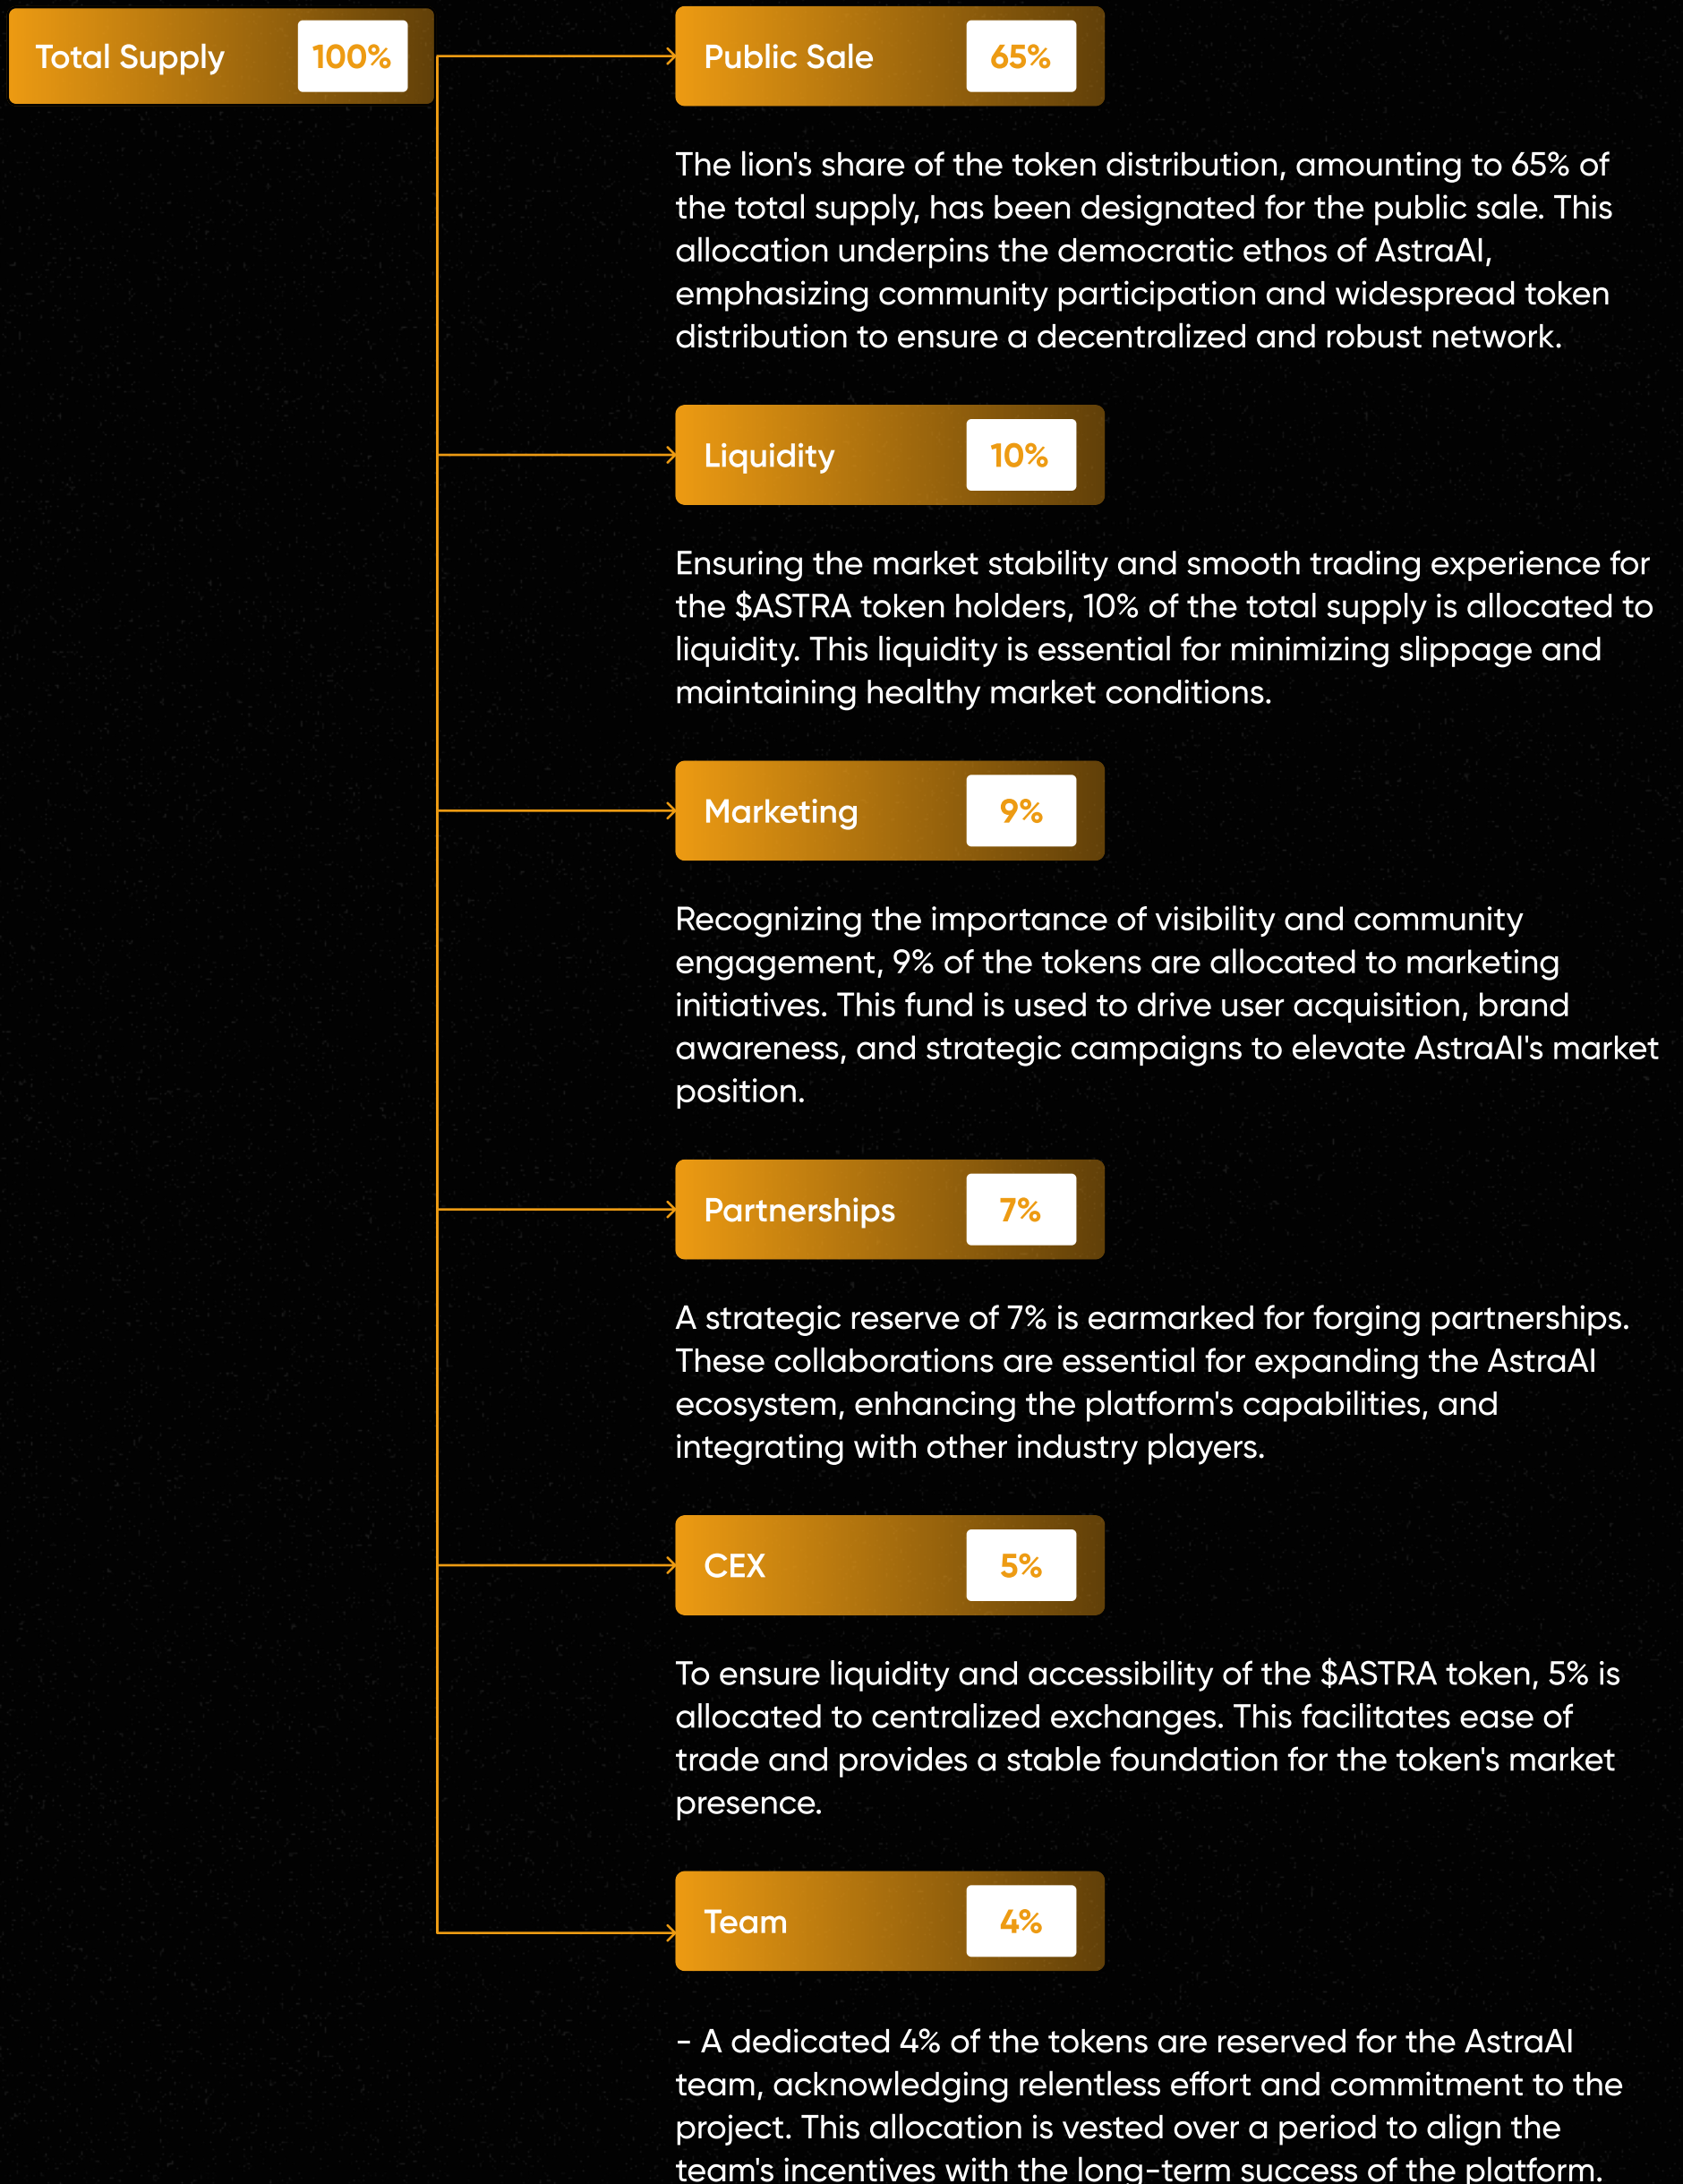 Total Supply 100%
Public Sale 65%
The lion's share of the token distribution, amounting to 65% of
the total supply, has been designated for the public sale. This
allocation underpins the democratic ethos of AstraAI,
emphasizing community participation and widespread token
distribution to ensure a decentralized and robust network.
Liquidity 10%
Ensuring the market stability and smooth trading experience for
the $ASTRA token holders, 10% of the total supply is allocated to
liquidity. This liquidity is essential for minimizing slippage and
maintaining healthy market conditions.
Marketing 9%
Recognizing the importance of visibility and community
engagement, 9% of the tokens are allocated to marketing
initiatives. This fund is used to drive user acquisition, brand
awareness, and strategic campaigns to elevate AstraAI's market
position.
Partnerships 7%
A strategic reserve of 7% is earmarked for forging partnerships.
These collaborations are essential for expanding the AstraAI
ecosystem, enhancing the platform's capabilities, and
integrating with other industry players.
CEX 5%
To ensure liquidity and accessibility of the $ASTRA token, 5% is
allocated to centralized exchanges. This facilitates ease of
trade and provides a stable foundation for the token's market
presence.
Team 4%
- A dedicated 4% of the tokens are reserved for the AstraAI
team, acknowledging relentless effort and commitment to the
project. This allocation is vested over a period to align the
team's incentives with the long-term success of the platform.